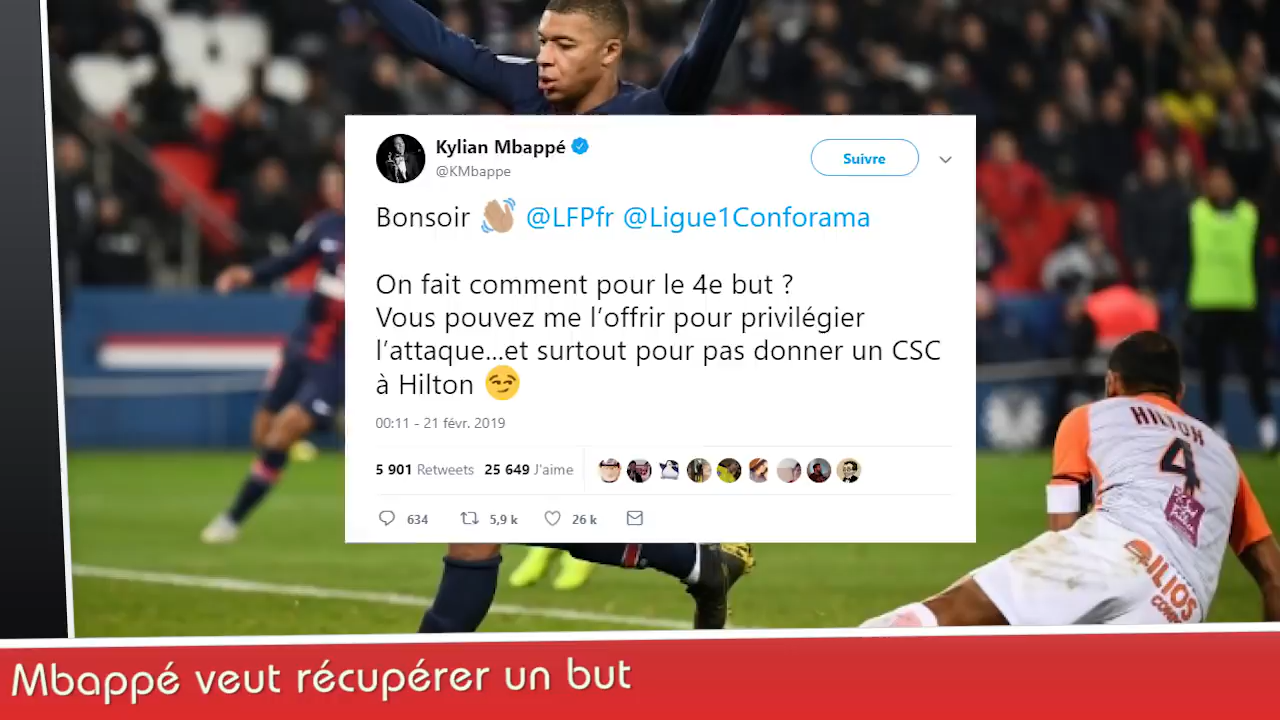 Kylian Mbappé
@KMbappe
Suivre
Bonsoir 👋🏼 @LFPfr @Ligue1Conforama
On fait comment pour le 4e but ?
Vous pouvez me l’offrir pour privilégier
l’attaque...et surtout pour pas donner un CSC
à Hilton 😏
00:11 - 21 févr. 2019
5 901 Retweets 25 649 J'aime
634 5,9 k 26 k
HILTON
4
Mbappé veut récupérer un but